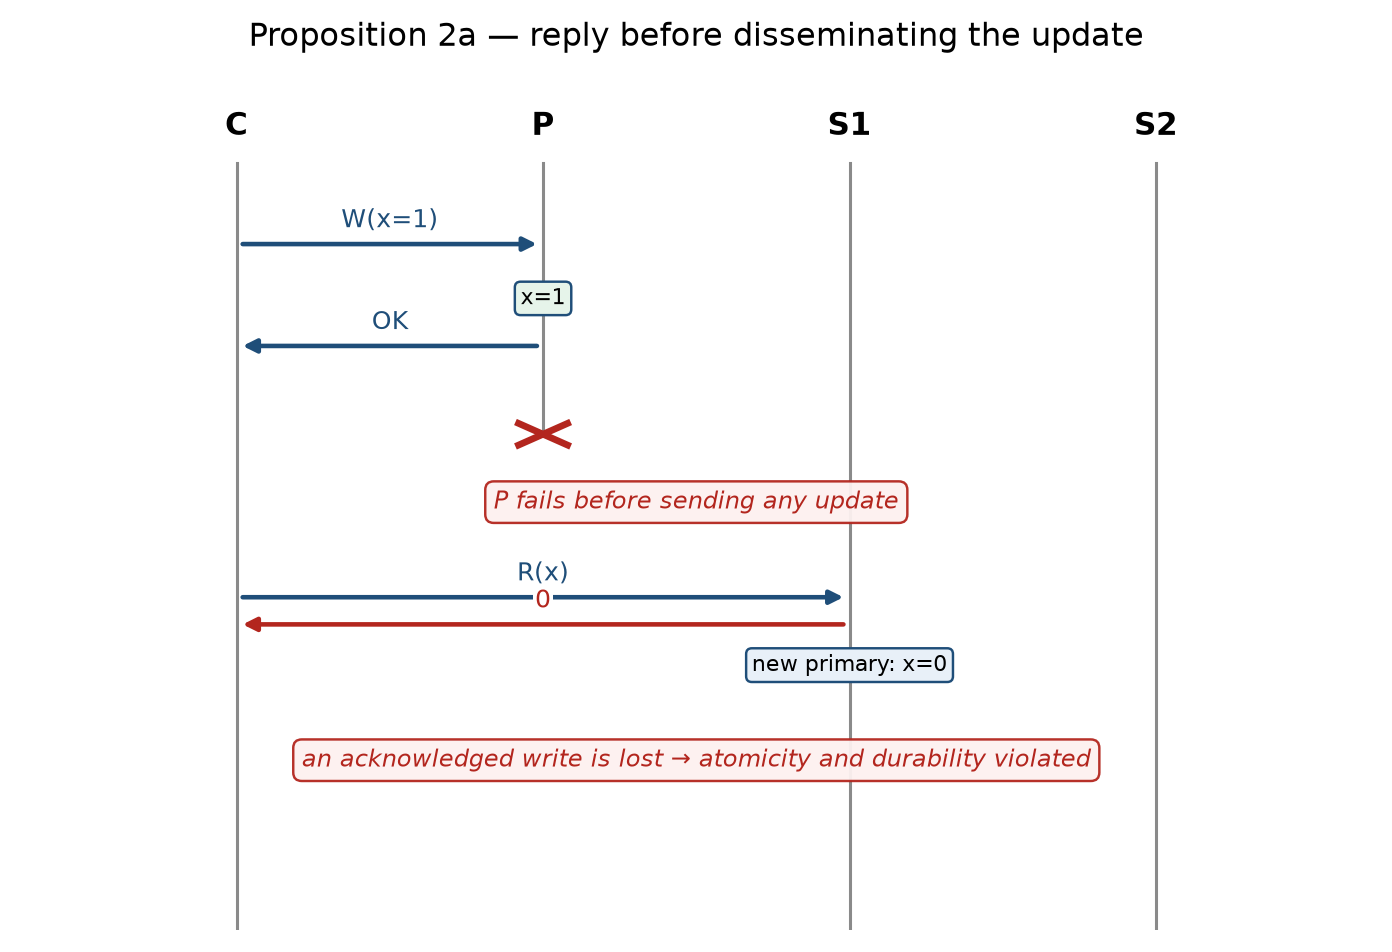 Proposition 2a — reply before disseminating the update
C P S1 S2
W(x=1)
x=1
OK
P fails before sending any update
R(x)
0
new primary: x=0
an acknowledged write is lost → atomicity and durability violated